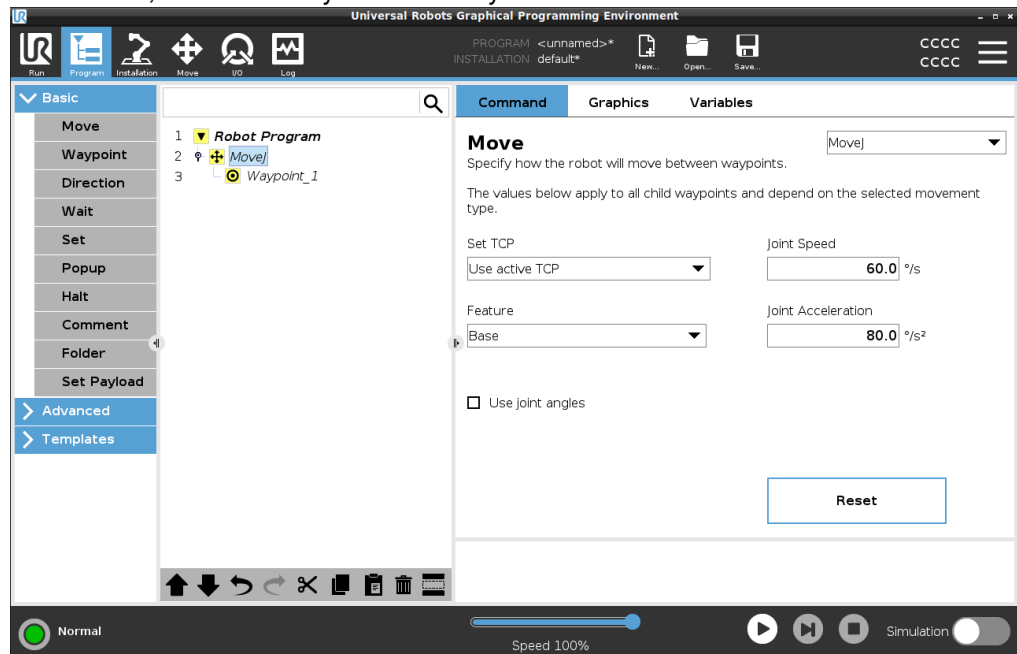 Universal Robots Graphical Programming Environment
UR
PROGRAM <unnamed>*
INSTALLATION default*
CCCC
CCCC
Run Program Installation Move I/O Log New... Open... Save...
Basic
Move
Waypoint
Direction
Wait
Set
Popup
Halt
Comment
Folder
Set Payload
Advanced
Templates
1 Robot Program
2 MoveJ
3 Waypoint_1
Command Graphics Variables
Move
MoveJ
Specify how the robot will move between waypoints.
The values below apply to all child waypoints and depend on the selected movement
type.
Set TCP Joint Speed
Use active TCP 60.0 °/s
Feature Joint Acceleration
Base 80.0 °/s²
Use joint angles
Reset
Normal
Speed 100%
Simulation